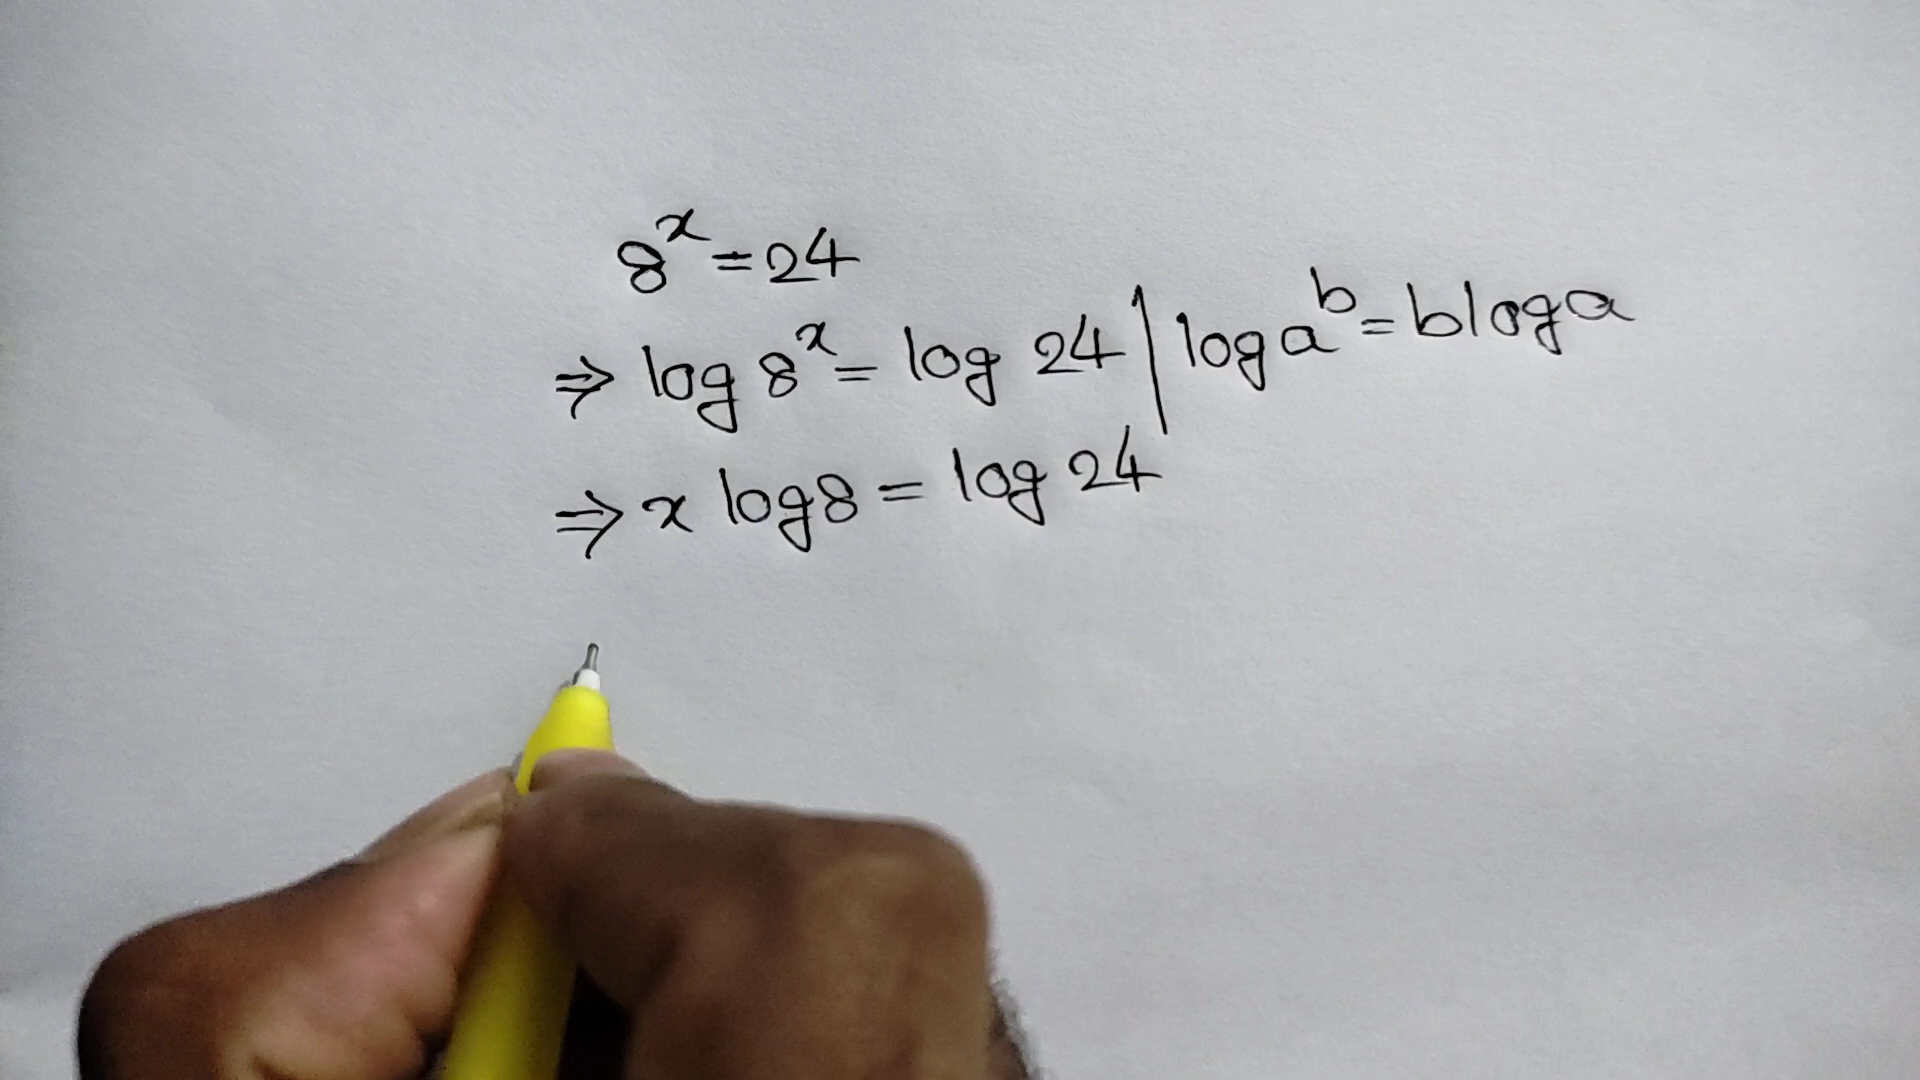 8^x = 24
⇒ log 8^x = log 24 | log a^b = b log a
⇒ x log 8 = log 24